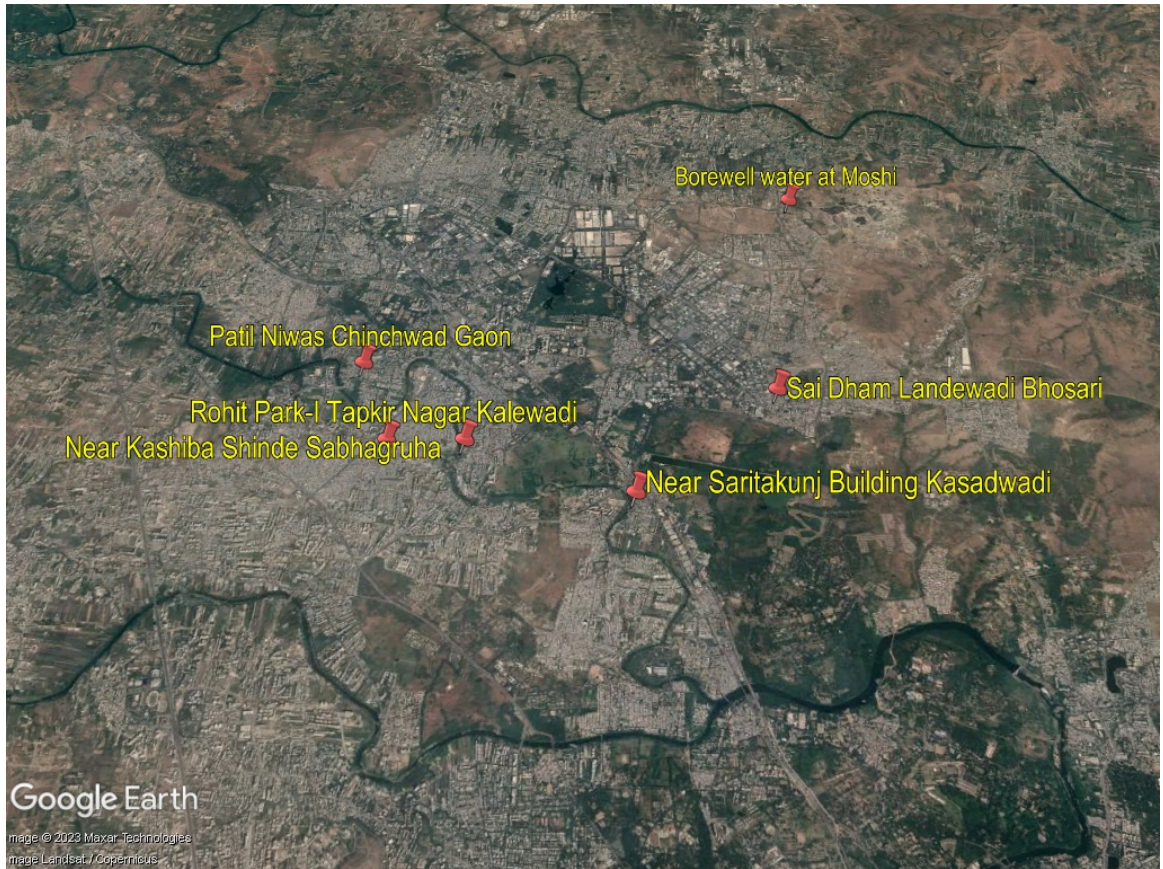 Borewell water at Moshi
Patil Niwas Chinchwad Gaon
Sai Dham Landewadi Bhosari
Rohit Park-I Tapkir Nagar Kalewadi
Near Kashiba Shinde Sabhagruha
Near Saritakunj Building Kasadwadi
Google Earth
mage © 2023 Maxar Technologies
mage Landsat / Copernicus